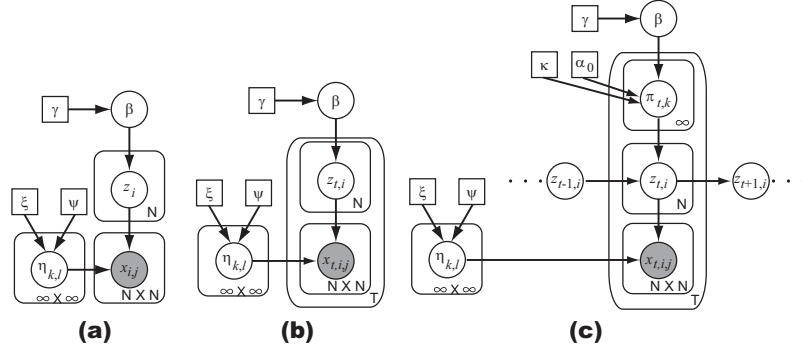 γ
β
z_i
N
ξ
ψ
η_{k,l}
∞ X ∞
x_{i,j}
N X N
(a)
γ
β
z_{t,i}
N
ξ
ψ
η_{k,l}
∞ X ∞
x_{t,i,j}
N X N
T
(b)
γ
β
κ
α_0
π_{t,k}
∞
· · · z_{t-1,i}
z_{t,i}
N
z_{t+1,i} · · ·
ξ
ψ
η_{k,l}
∞ X ∞
x_{t,i,j}
N X N
T
(c)